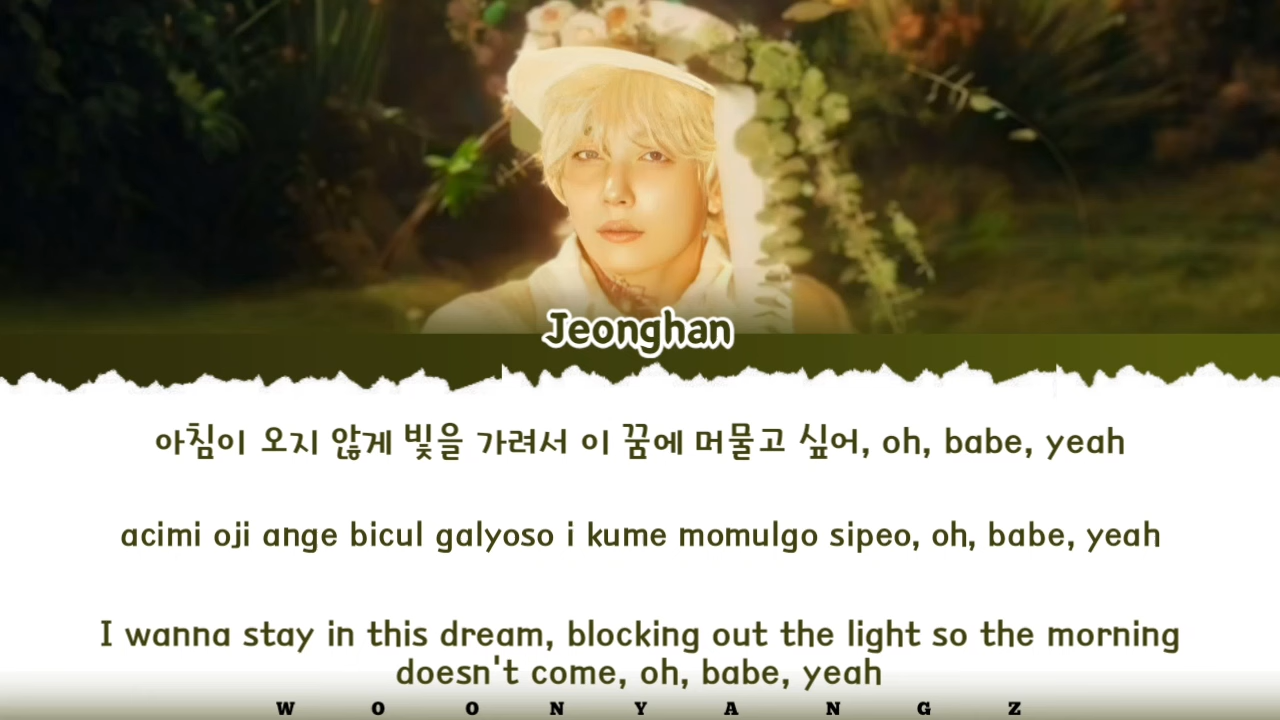 Jeonghan
아침이 오지 않게 빛을 가려서 이 꿈에 머물고 싶어, oh, babe, yeah
acimi oji ange bicul galyoso i kume momulgo sipeo, oh, babe, yeah
I wanna stay in this dream, blocking out the light so the morning
doesn't come, oh, babe, yeah
W O O N Y A N G Z